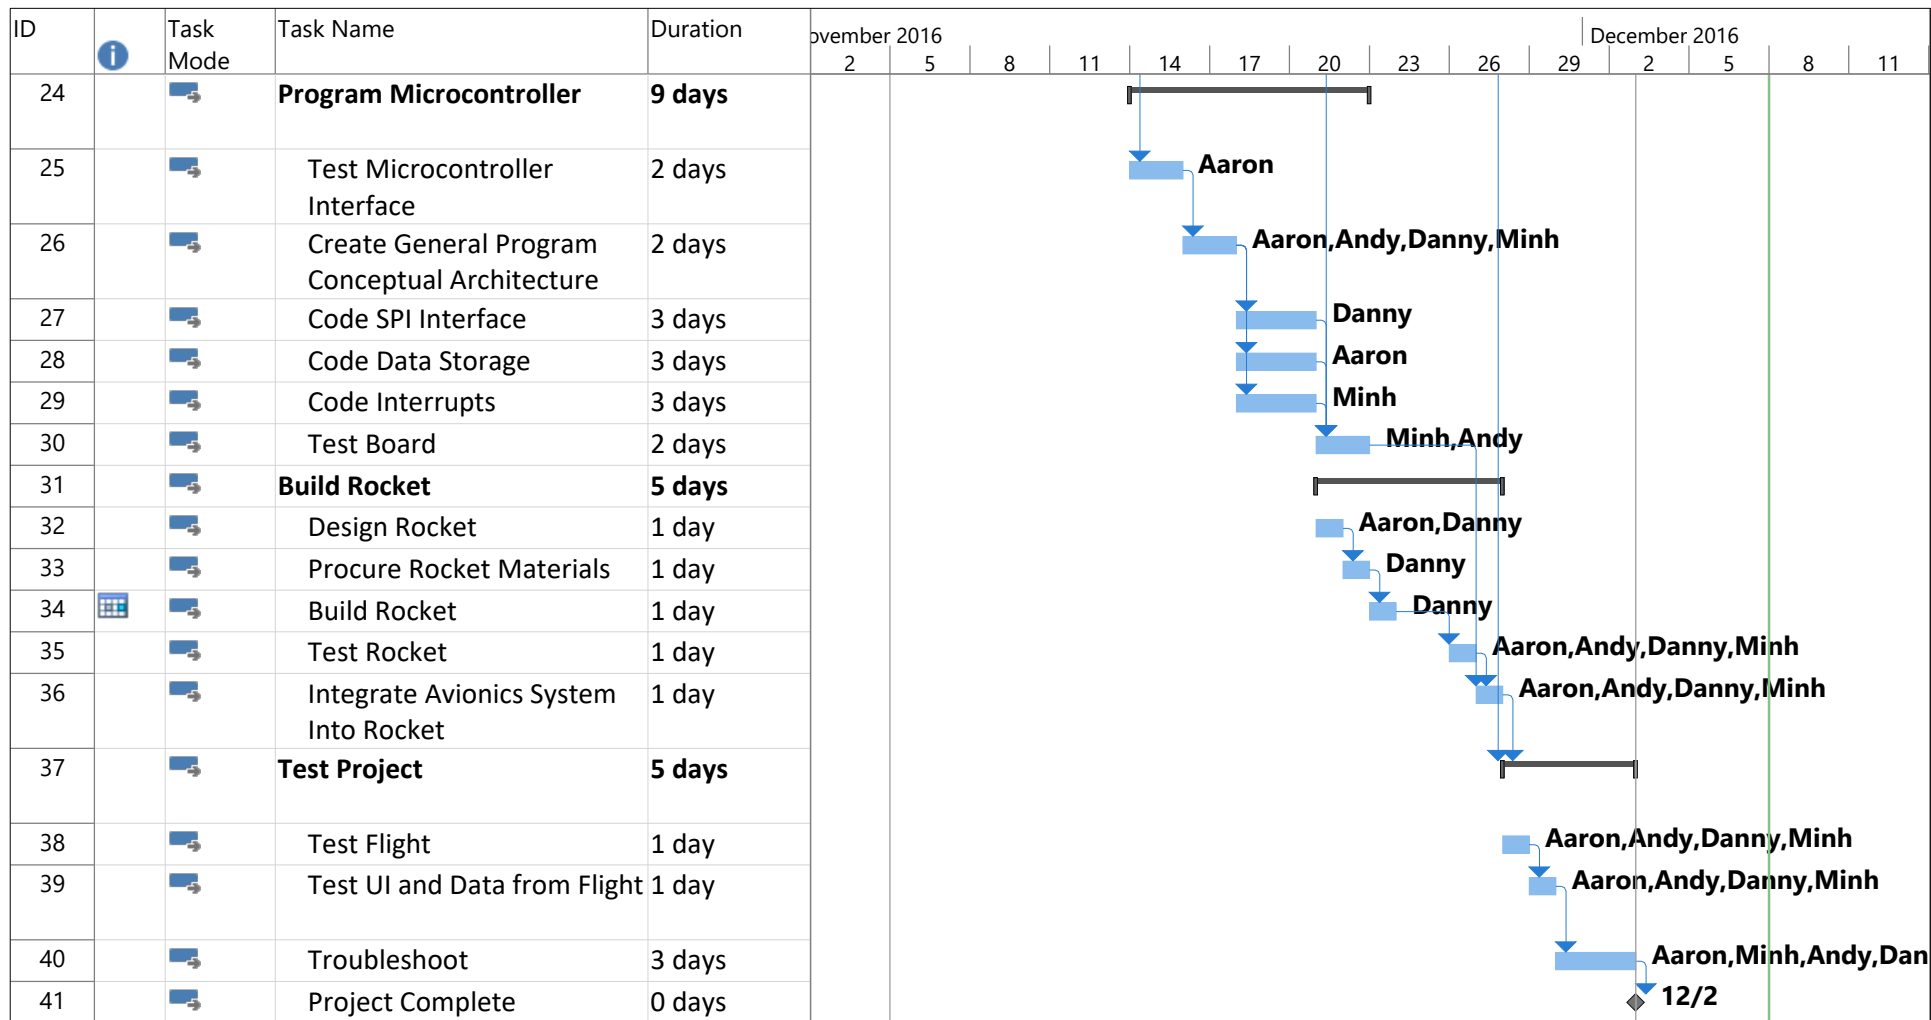 ID Task Mode Task Name Duration
ovember 2016 December 2016
2 5 8 11 14 17 20 23 26 29 2 5 8 11
24 Program Microcontroller 9 days
25 Test Microcontroller 2 days Aaron
Interface
26 Create General Program 2 days Aaron,Andy,Danny,Minh
Conceptual Architecture
27 Code SPI Interface 3 days Danny
28 Code Data Storage 3 days Aaron
29 Code Interrupts 3 days Minh
30 Test Board 2 days Minh,Andy
31 Build Rocket 5 days
32 Design Rocket 1 day Aaron,Danny
33 Procure Rocket Materials 1 day Danny
34 Build Rocket 1 day Danny
35 Test Rocket 1 day Aaron,Andy,Danny,Minh
36 Integrate Avionics System 1 day Aaron,Andy,Danny,Minh
Into Rocket
37 Test Project 5 days
38 Test Flight 1 day Aaron,Andy,Danny,Minh
39 Test UI and Data from Flight 1 day Aaron,Andy,Danny,Minh
40 Troubleshoot 3 days Aaron,Minh,Andy,Dan
41 Project Complete 0 days 12/2